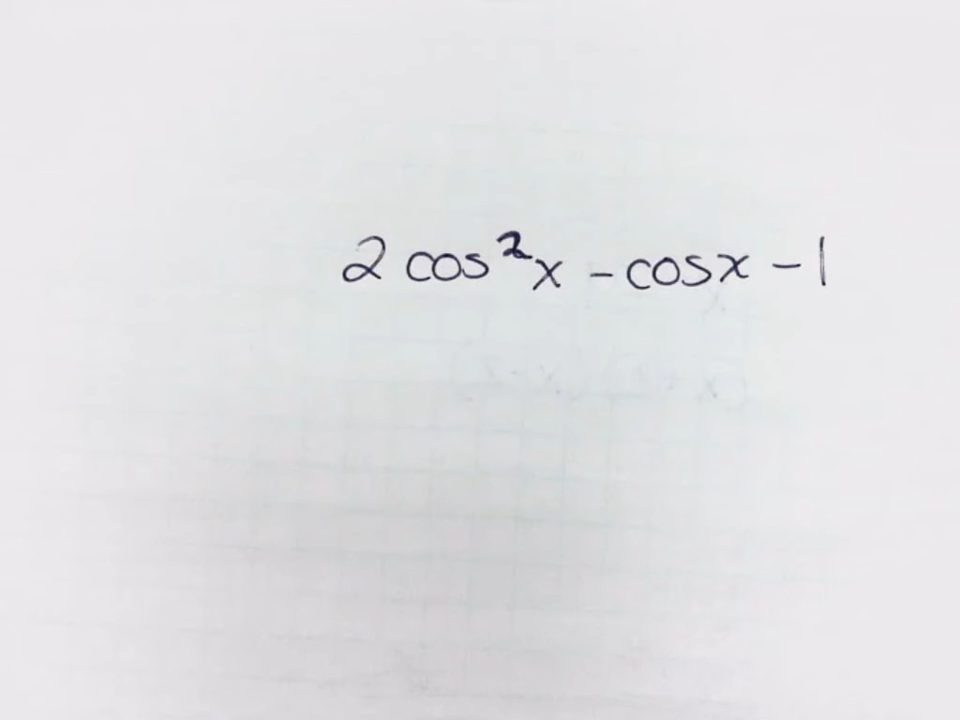 2 cos²x - cosx - 1